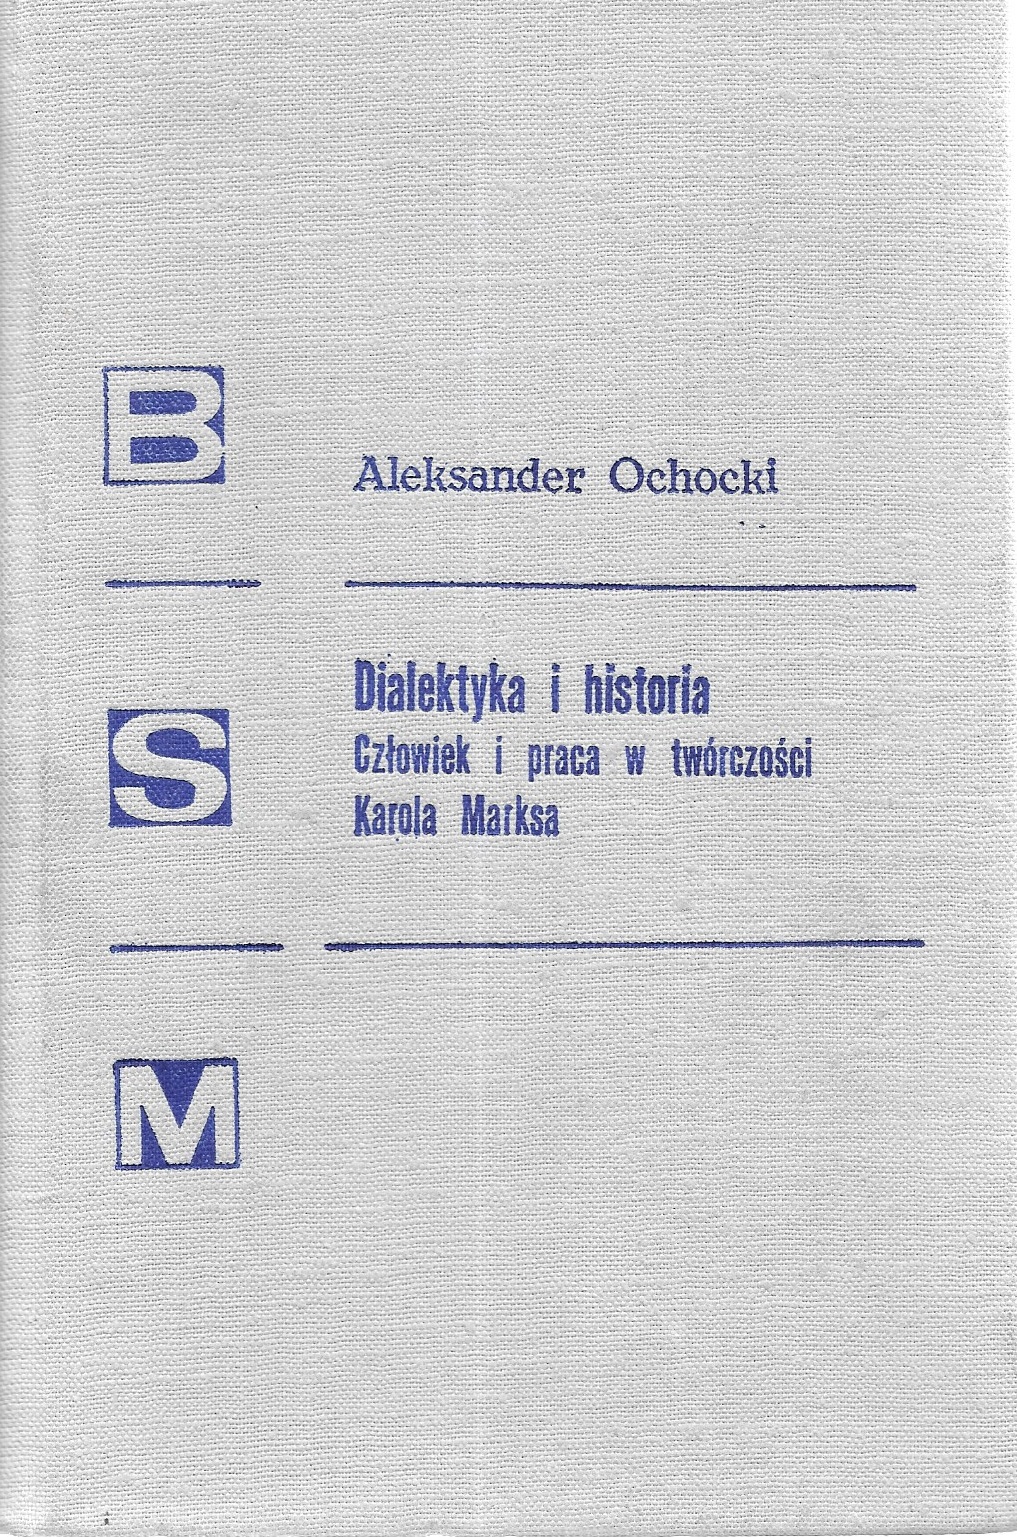 B
Aleksander Ochocki
S
Dialektyka i historia
Człowiek i praca w twórczości
Karola Marksa
M